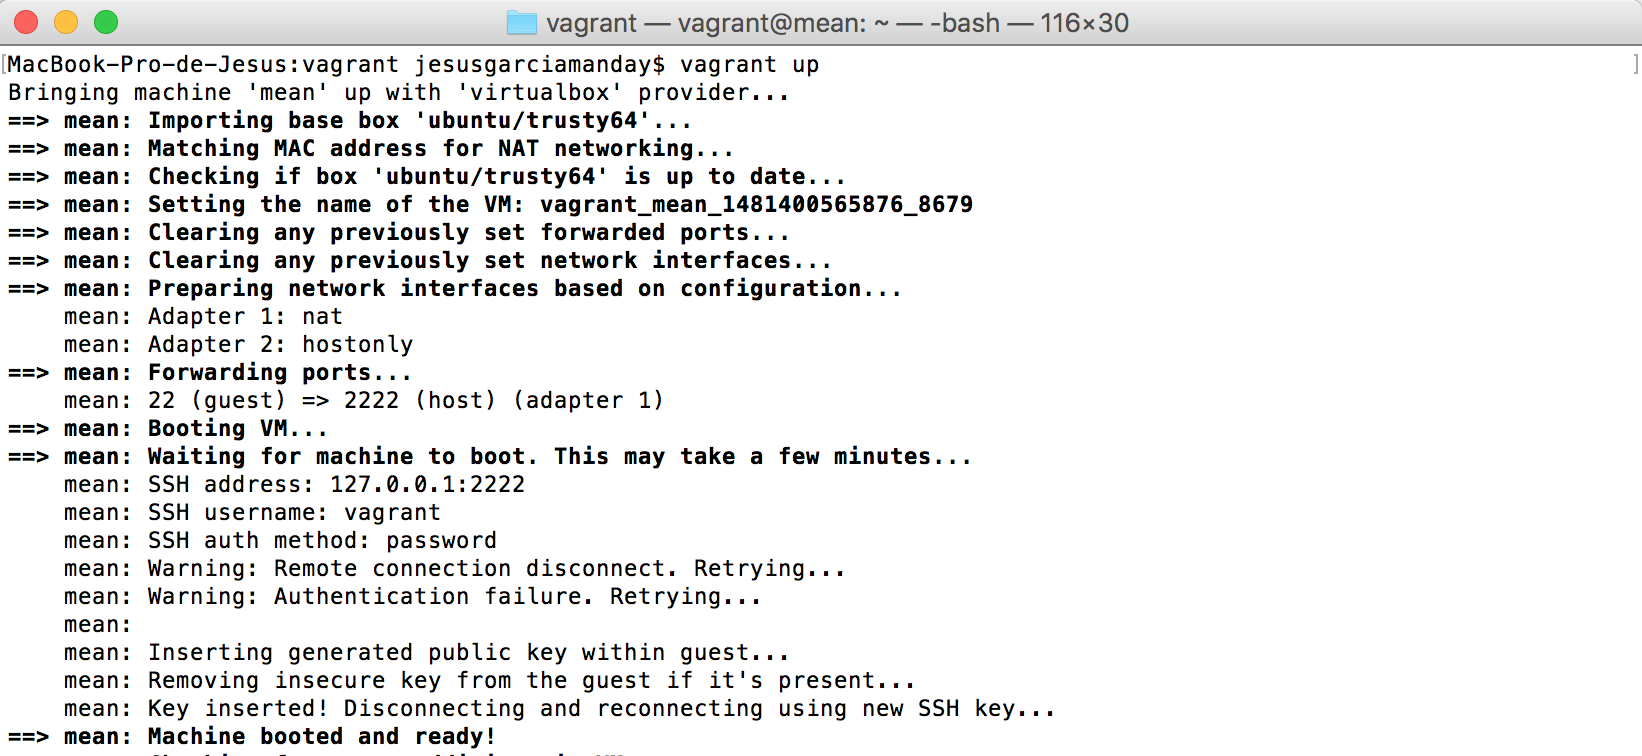 vagrant — vagrant@mean: ~ — -bash — 116×30
[MacBook-Pro-de-Jesus:vagrant jesusgarciamanday$ vagrant up ]
Bringing machine 'mean' up with 'virtualbox' provider...
==> mean: Importing base box 'ubuntu/trusty64'...
==> mean: Matching MAC address for NAT networking...
==> mean: Checking if box 'ubuntu/trusty64' is up to date...
==> mean: Setting the name of the VM: vagrant_mean_1481400565876_8679
==> mean: Clearing any previously set forwarded ports...
==> mean: Clearing any previously set network interfaces...
==> mean: Preparing network interfaces based on configuration...
    mean: Adapter 1: nat
    mean: Adapter 2: hostonly
==> mean: Forwarding ports...
    mean: 22 (guest) => 2222 (host) (adapter 1)
==> mean: Booting VM...
==> mean: Waiting for machine to boot. This may take a few minutes...
    mean: SSH address: 127.0.0.1:2222
    mean: SSH username: vagrant
    mean: SSH auth method: password
    mean: Warning: Remote connection disconnect. Retrying...
    mean: Warning: Authentication failure. Retrying...
    mean:
    mean: Inserting generated public key within guest...
    mean: Removing insecure key from the guest if it's present...
    mean: Key inserted! Disconnecting and reconnecting using new SSH key...
==> mean: Machine booted and ready!